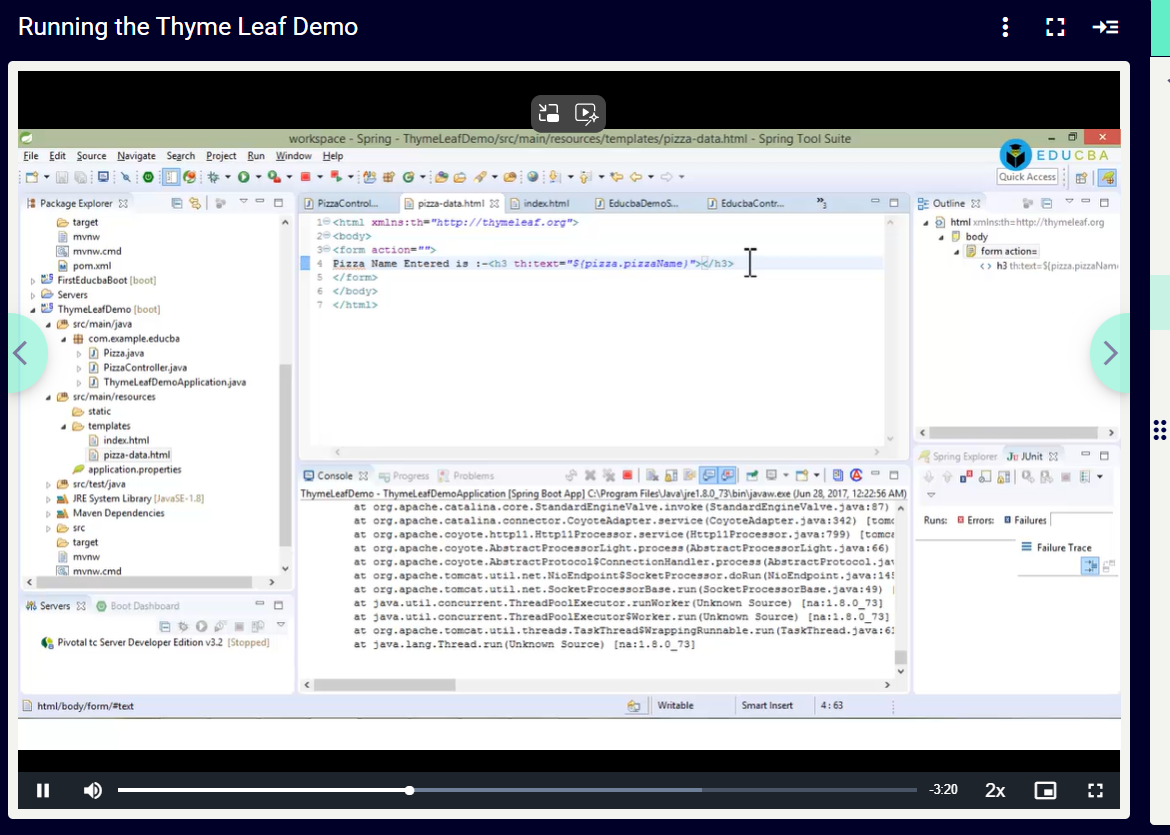 Running the Thyme Leaf Demo
workspace - Spring - ThymeLeafDemo/src/main/resources/templates/pizza-data.html - Spring Tool Suite
File Edit Source Navigate Search Project Run Window Help
EDUCBA
Quick Access
Package Explorer
target
mvnw
mvnw.cmd
pom.xml
FirstEducbaBoot [boot]
Servers
ThymeLeafDemo [boot]
src/main/java
com.example.educba
Pizza.java
PizzaController.java
ThymeLeafDemoApplication.java
src/main/resources
static
templates
index.html
pizza-data.html
application.properties
src/test/java
JRE System Library [JavaSE-1.8]
Maven Dependencies
src
target
mvnw
mvnw.cmd
Servers Boot Dashboard
Pivotal tc Server Developer Edition v3.2 [Stopped]
PizzaControl... pizza-data.html index.html EducbaDemoS... EducbaContr... »3
1 <html xmlns:th="http://thymeleaf.org">
2 <body>
3 <form action="">
4 Pizza Name Entered is :-<h3 th:text="${pizza.pizzaName}"></h3>
5 </form>
6 </body>
7 </html>
Console Progress Problems
ThymeLeafDemo - ThymeLeafDemoApplication [Spring Boot App] C:\Program Files\Java\jre1.8.0_73\bin\javaw.exe (Jun 28, 2017, 12:22:56 AM)
at org.apache.catalina.core.StandardEngineValve.invoke(StandardEngineValve.java:87)
at org.apache.catalina.connector.CoyoteAdapter.service(CoyoteAdapter.java:342) [tomc
at org.apache.coyote.http11.Http11Processor.service(Http11Processor.java:799) [tomca
at org.apache.coyote.AbstractProcessorLight.process(AbstractProcessorLight.java:66)
at org.apache.coyote.AbstractProtocol$ConnectionHandler.process(AbstractProtocol.jav
at org.apache.tomcat.util.net.NioEndpoint$SocketProcessor.doRun(NioEndpoint.java:14
at org.apache.tomcat.util.net.SocketProcessorBase.run(SocketProcessorBase.java:49)
at java.util.concurrent.ThreadPoolExecutor.runWorker(Unknown Source) [na:1.8.0_73]
at java.util.concurrent.ThreadPoolExecutor$Worker.run(Unknown Source) [na:1.8.0_73]
at org.apache.tomcat.util.threads.TaskThread$WrappingRunnable.run(TaskThread.java:61
at java.lang.Thread.run(Unknown Source) [na:1.8.0_73]
Outline
html xmlns:th=http://thymeleaf.org
body
form action=
h3 th:text=${pizza.pizzaNam
Spring Explorer JUnit
Runs: Errors: Failures
Failure Trace
html/body/form/#text Writable Smart Insert 4 : 63
-3:20 2x